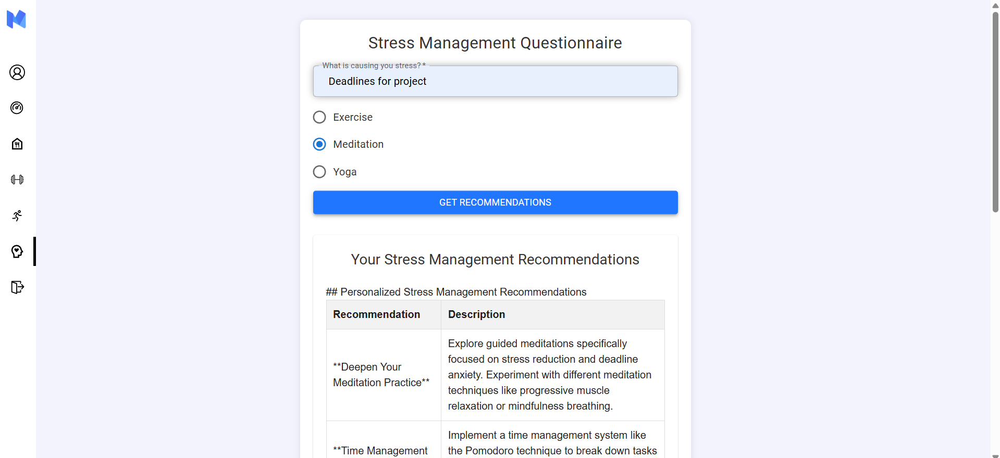 Stress Management Questionnaire
What is causing you stress? *
Deadlines for project
Exercise
Meditation
Yoga
GET RECOMMENDATIONS
Your Stress Management Recommendations
## Personalized Stress Management Recommendations
Recommendation
Description
**Deepen Your
Meditation Practice**
Explore guided meditations specifically
focused on stress reduction and deadline
anxiety. Experiment with different meditation
techniques like progressive muscle
relaxation or mindfulness breathing.
**Time Management
Implement a time management system like
the Pomodoro technique to break down tasks